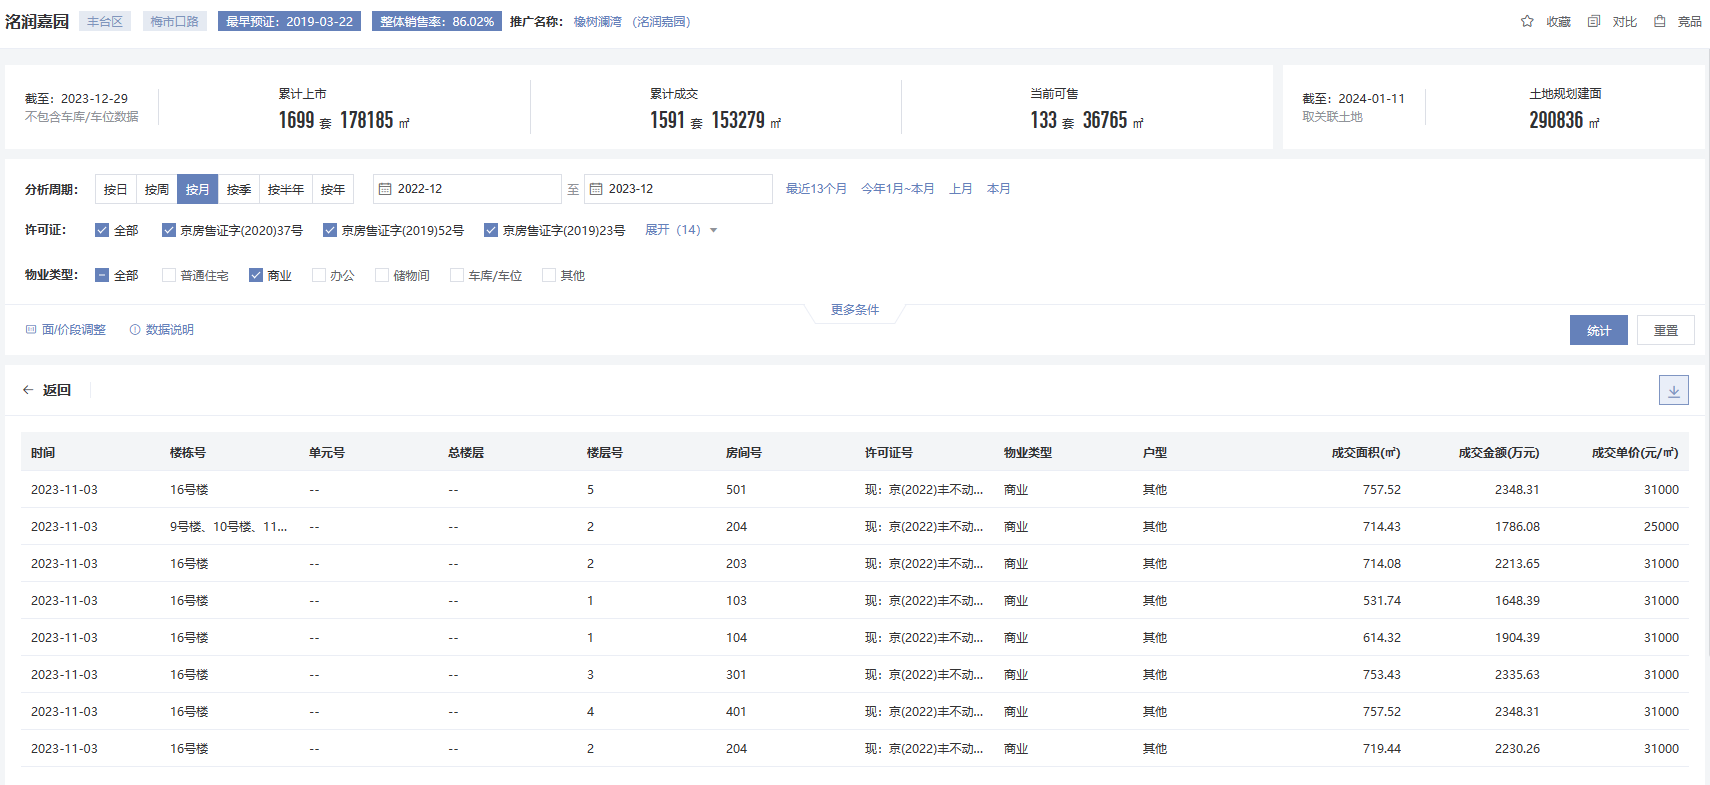 洺润嘉园 丰台区 梅市口路 最早预证：2019-03-22 整体销售率：86.02% 推广名称： 橡树澜湾 （洺润嘉园） 收藏 对比 竞品
截至：2023-12-29
不包含车库/车位数据
累计上市
1699 套 178185 ㎡
累计成交
1591 套 153279 ㎡
当前可售
133 套 36765 ㎡
截至：2024-01-11
取关联土地
土地规划建面
290836 ㎡
分析周期： 按日 按周 按月 按季 按半年 按年 2022-12 至 2023-12 最近13个月 今年1月~本月 上月 本月
许可证： 全部 京房售证字(2020)37号 京房售证字(2019)52号 京房售证字(2019)23号 展开（14）
物业类型： 全部 普通住宅 商业 办公 储物间 车库/车位 其他
更多条件
面/价段调整 数据说明 统计 重置
返回
时间 楼栋号 单元号 总楼层 楼层号 房间号 许可证号 物业类型 户型 成交面积(㎡) 成交金额(万元) 成交单价(元/㎡)
2023-11-03 16号楼 -- -- 5 501 现：京(2022)丰不动... 商业 其他 757.52 2348.31 31000
2023-11-03 9号楼、10号楼、11... -- -- 2 204 现：京(2022)丰不动... 商业 其他 714.43 1786.08 25000
2023-11-03 16号楼 -- -- 2 203 现：京(2022)丰不动... 商业 其他 714.08 2213.65 31000
2023-11-03 16号楼 -- -- 1 103 现：京(2022)丰不动... 商业 其他 531.74 1648.39 31000
2023-11-03 16号楼 -- -- 1 104 现：京(2022)丰不动... 商业 其他 614.32 1904.39 31000
2023-11-03 16号楼 -- -- 3 301 现：京(2022)丰不动... 商业 其他 753.43 2335.63 31000
2023-11-03 16号楼 -- -- 4 401 现：京(2022)丰不动... 商业 其他 757.52 2348.31 31000
2023-11-03 16号楼 -- -- 2 204 现：京(2022)丰不动... 商业 其他 719.44 2230.26 31000